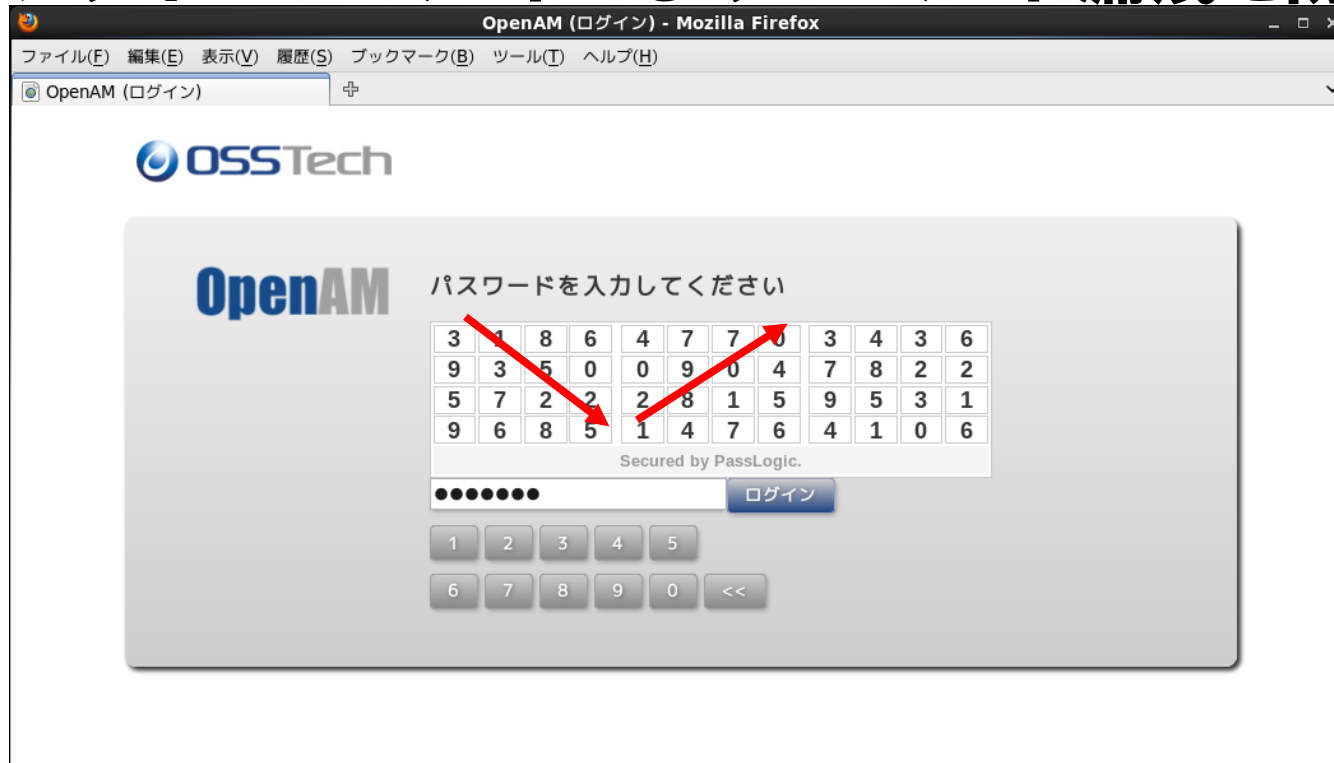 OpenAM (ログイン) - Mozilla Firefox
ファイル(F) 編集(E) 表示(V) 履歴(S) ブックマーク(B) ツール(T) ヘルプ(H)
OpenAM (ログイン)
OSSTech
OpenAM
パスワードを入力してください
3 1 8 6 4 7 7 0 3 4 3 6
9 3 5 0 0 9 0 4 7 8 2 2
5 7 2 2 2 8 1 5 9 5 3 1
9 6 8 5 1 4 7 6 4 1 0 6
Secured by PassLogic.
ログイン
1 2 3 4 5
6 7 8 9 0 <<